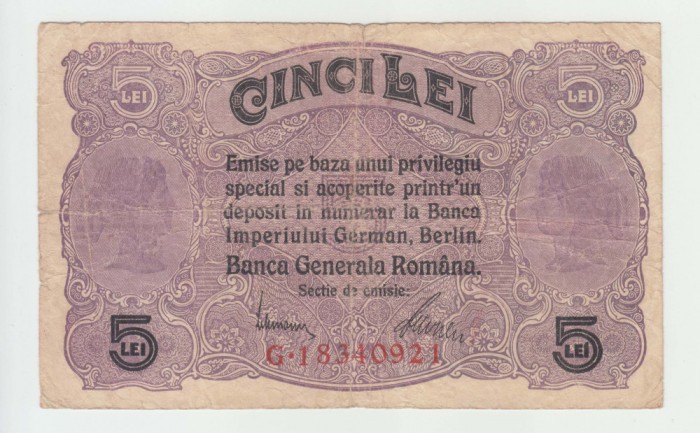 5 LEI
CINCI LEI
5 LEI
Emise pe baza unui privilegiu
special si acoperite printr'un
deposit in numerar la Banca
Imperiului German, Berlin.
Banca Generala Româna.
Sectie de emisie:
5 LEI
G·18340921
5 LEI